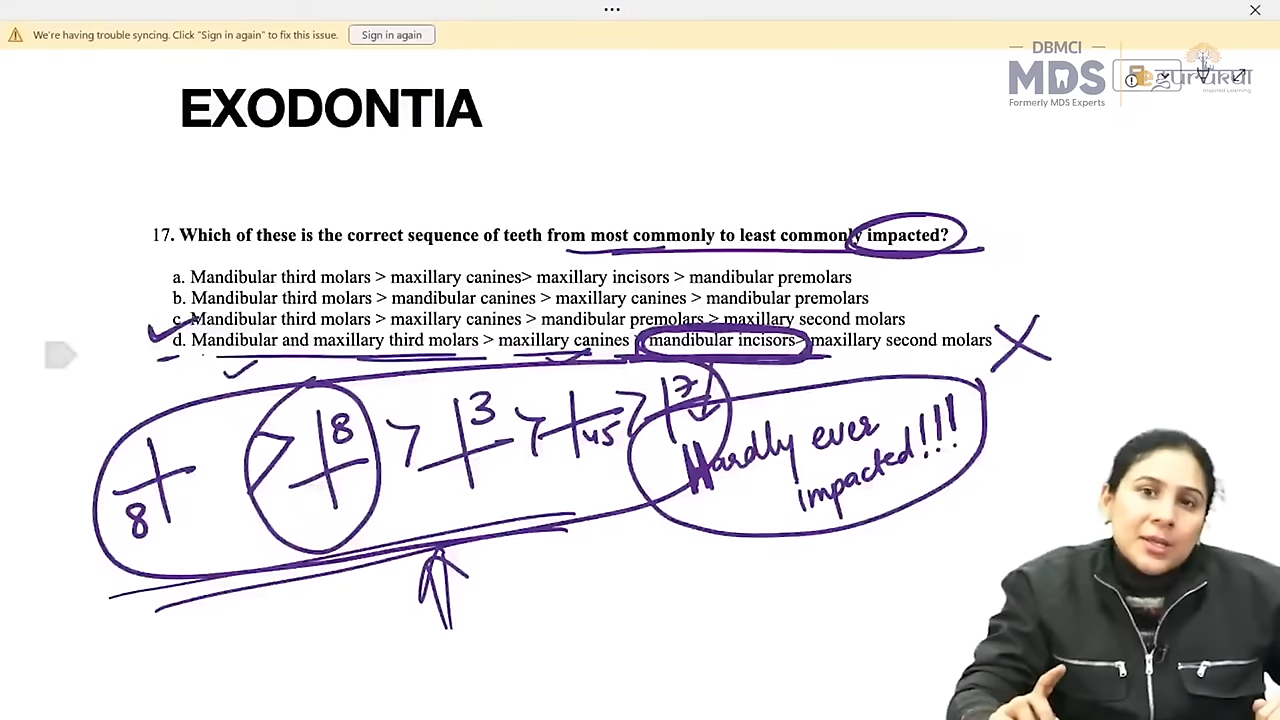 ...
We're having trouble syncing. Click "Sign in again" to fix this issue. Sign in again
DBMCI
MDS
Formerly MDS Experts
egurukul
Inspired Learning
EXODONTIA
17. Which of these is the correct sequence of teeth from most commonly to least commonly impacted?
a. Mandibular third molars > maxillary canines> maxillary incisors > mandibular premolars
b. Mandibular third molars > mandibular canines > maxillary canines > mandibular premolars
c. Mandibular third molars > maxillary canines > mandibular premolars > maxillary second molars
d. Mandibular and maxillary third molars > maxillary canines > mandibular incisors> maxillary second molars
8 > 8 > 3 > 45 > 7
Hardly ever
impacted!!!